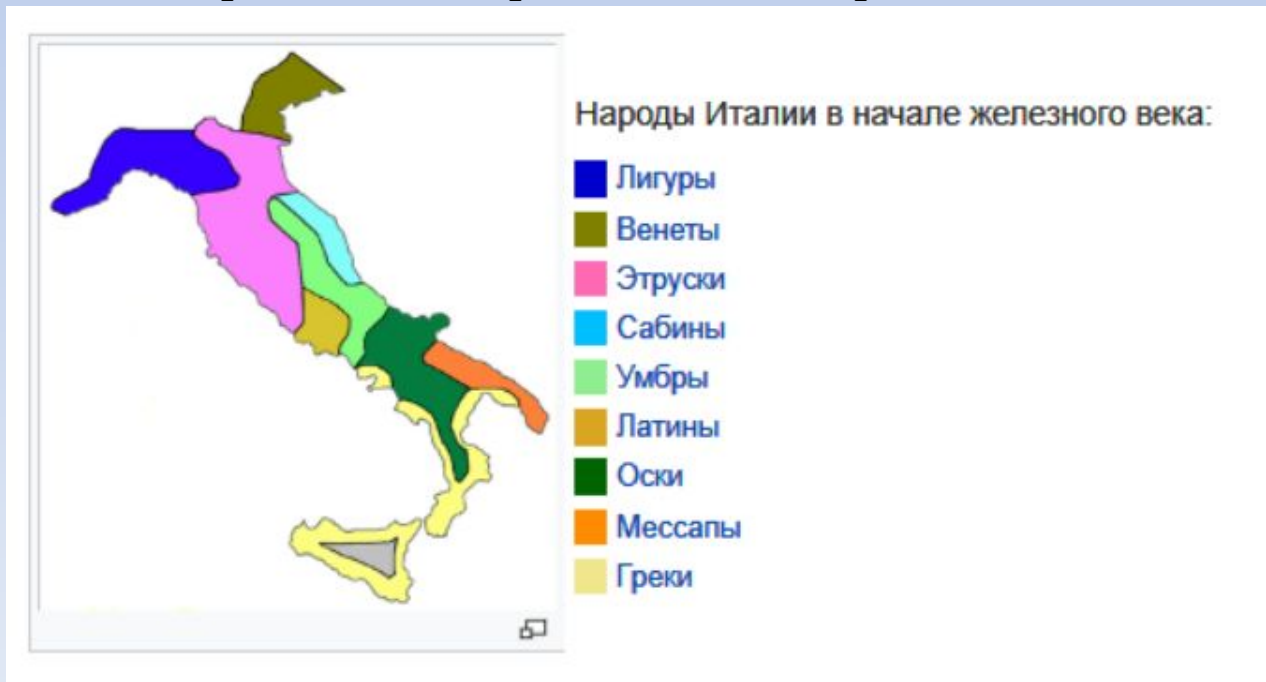 Народы Италии в начале железного века:
Лигуры
Венеты
Этруски
Сабины
Умбры
Латины
Оски
Мессапы
Греки